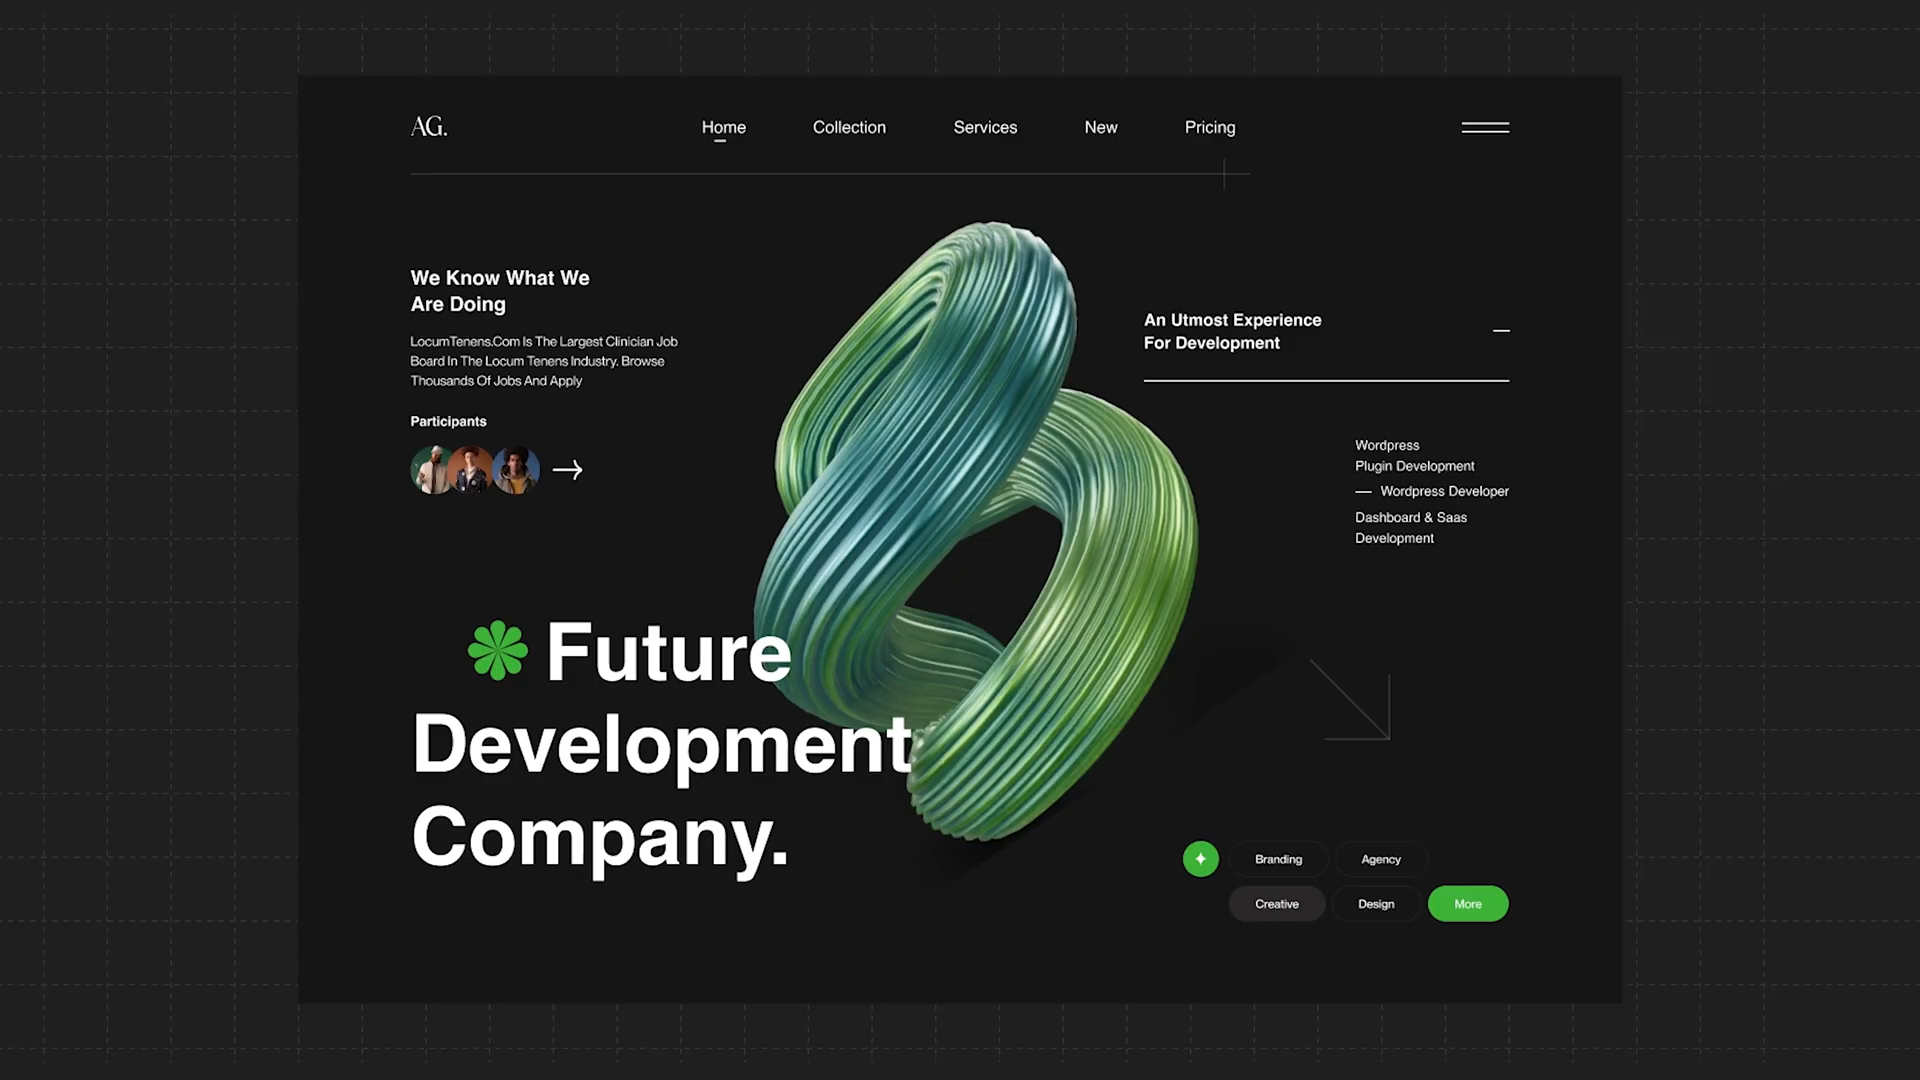 AG.
Home
Collection
Services
New
Pricing
We Know What We
Are Doing
LocumTenens.Com Is The Largest Clinician Job
Board In The Locum Tenens Industry. Browse
Thousands Of Jobs And Apply
Participants
An Utmost Experience
For Development
Wordpress
Plugin Development
Wordpress Developer
Dashboard & Saas
Development
Future
Development
Company.
Branding
Agency
Creative
Design
More